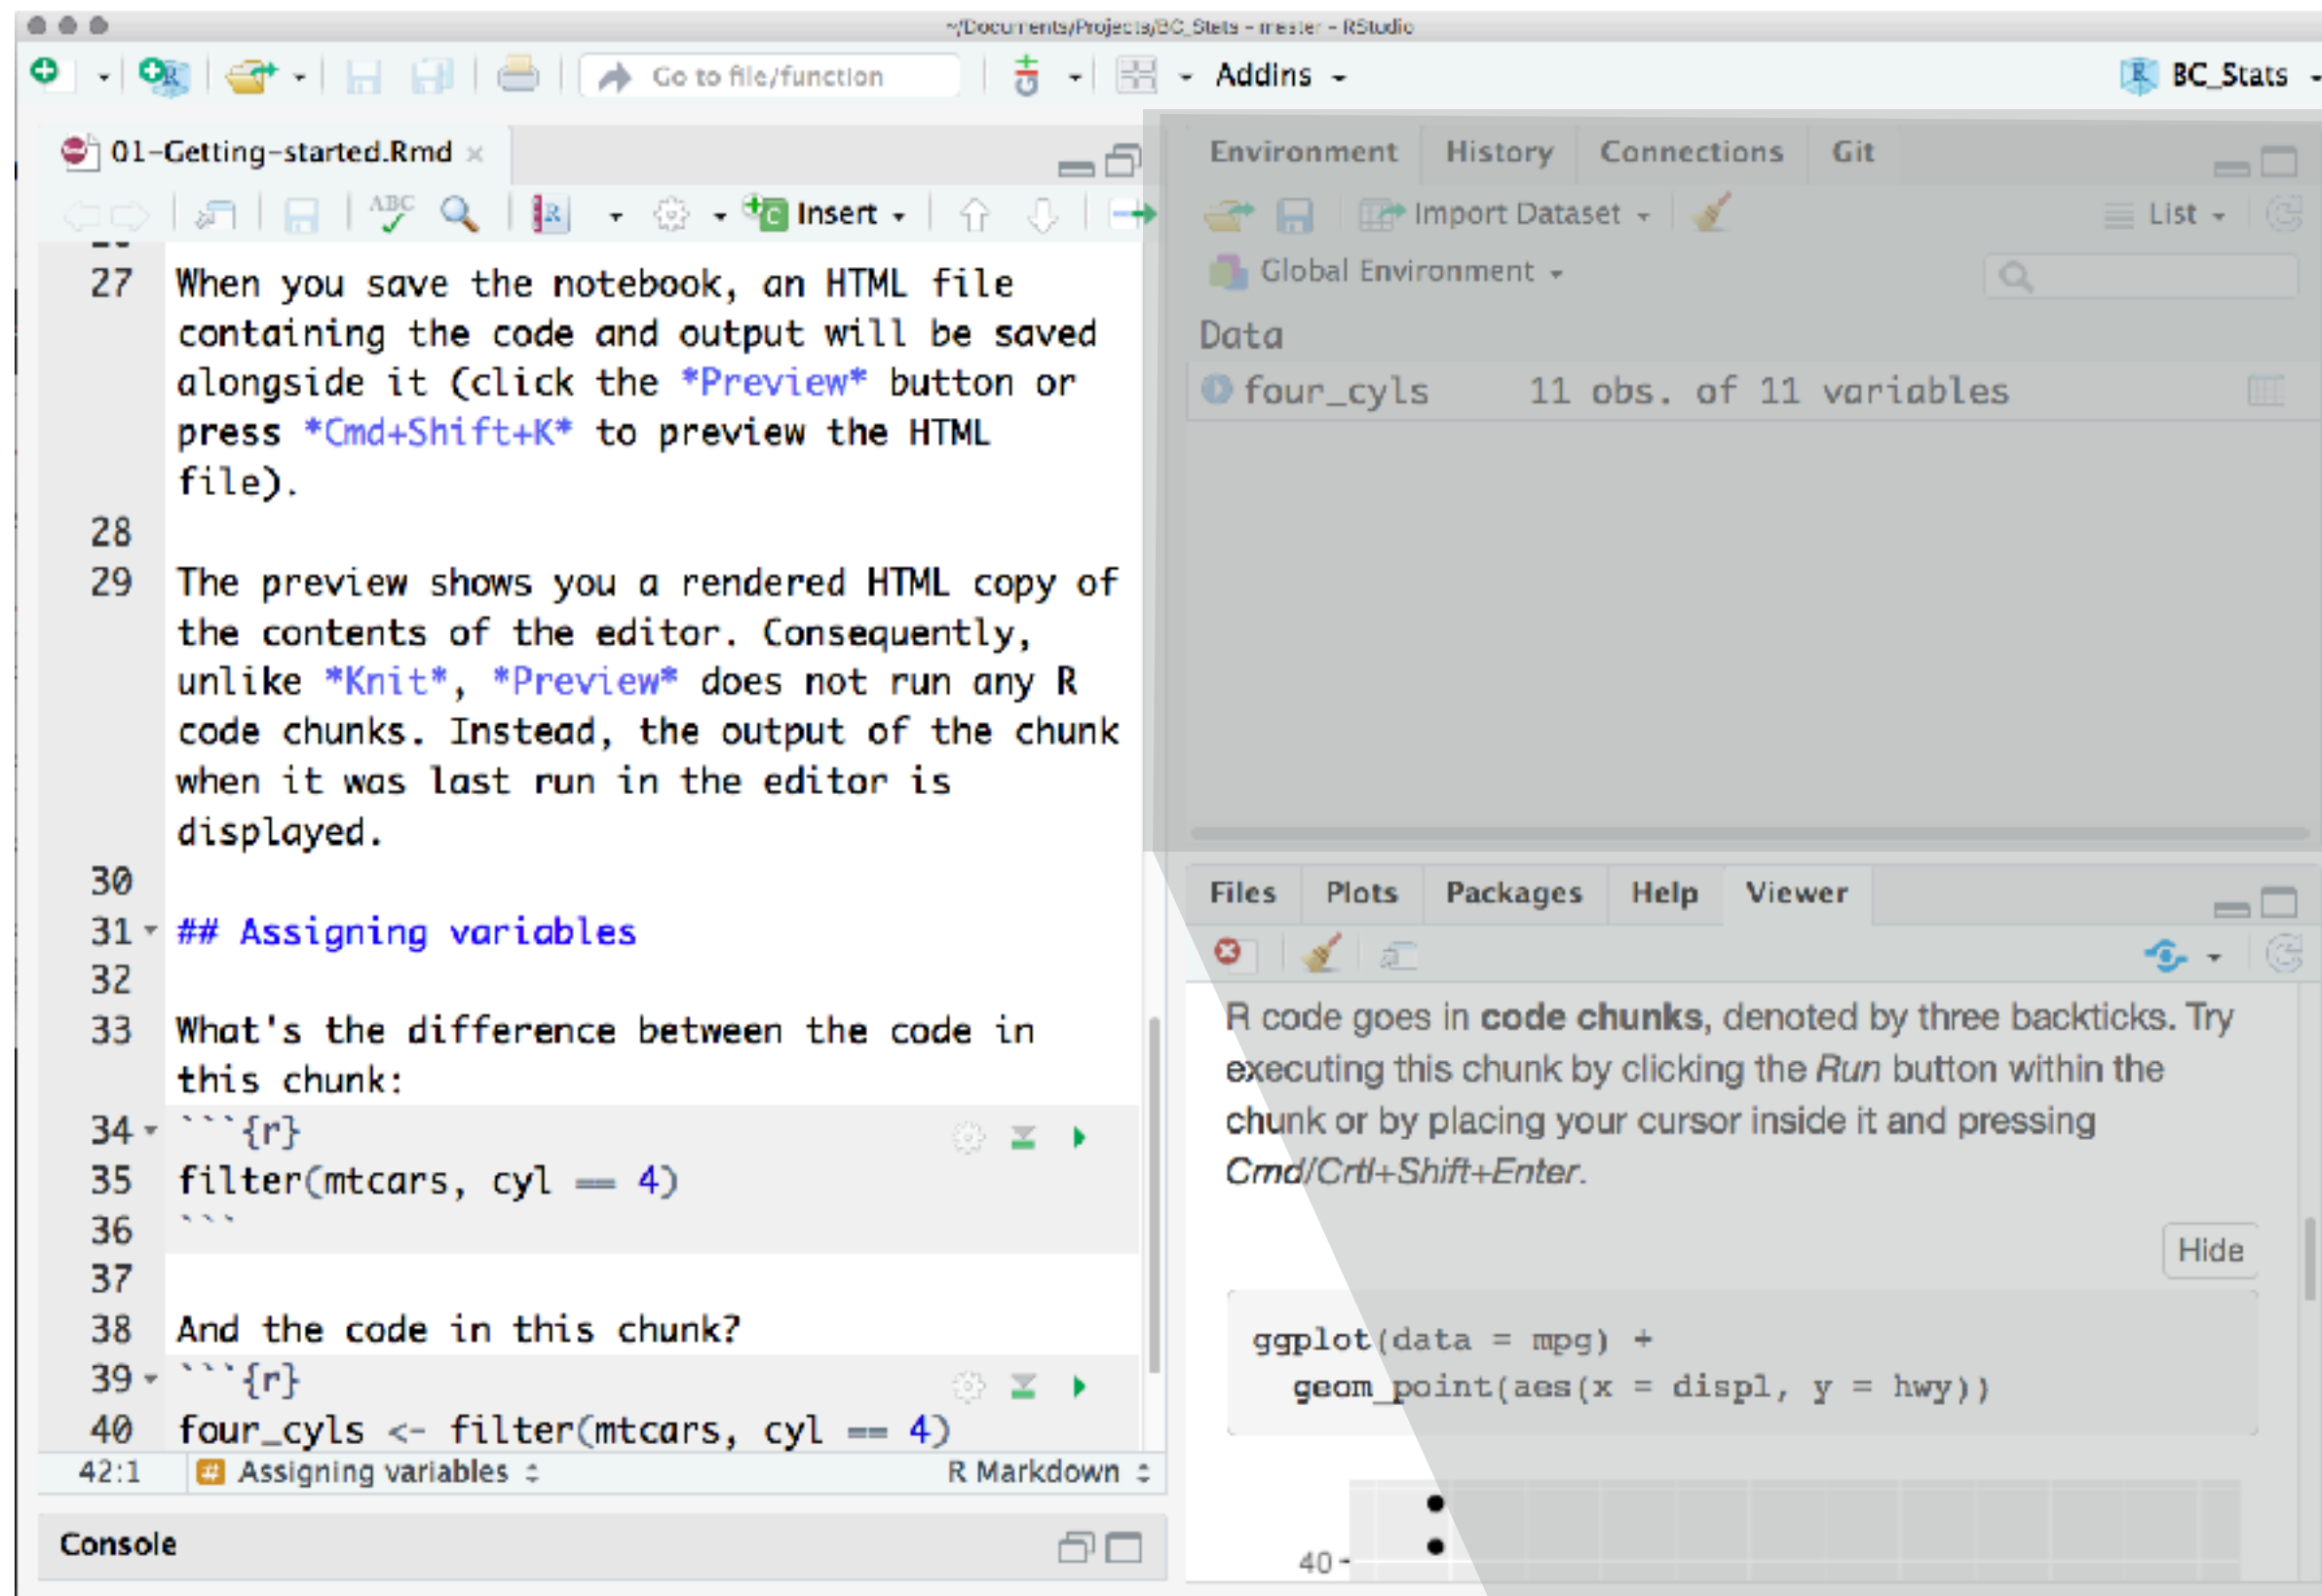 ~/Documents/Projects/BC_Stats - master - RStudio
Go to file/function
Addins
BC_Stats
01-Getting-started.Rmd
ABC
Insert
27 When you save the notebook, an HTML file
containing the code and output will be saved
alongside it (click the *Preview* button or
press *Cmd+Shift+K* to preview the HTML
file).
28
29 The preview shows you a rendered HTML copy of
the contents of the editor. Consequently,
unlike *Knit*, *Preview* does not run any R
code chunks. Instead, the output of the chunk
when it was last run in the editor is
displayed.
30
31 ## Assigning variables
32
33 What's the difference between the code in
this chunk:
34 ```{r}
35 filter(mtcars, cyl == 4)
36 ```
37
38 And the code in this chunk?
39 ```{r}
40 four_cyls <- filter(mtcars, cyl == 4)
42:1 # Assigning variables R Markdown
Console
Environment History Connections Git
Import Dataset List
Global Environment
Data
four_cyls 11 obs. of 11 variables
Files Plots Packages Help Viewer
R code goes in code chunks, denoted by three backticks. Try
executing this chunk by clicking the Run button within the
chunk or by placing your cursor inside it and pressing
Cmd/Crtl+Shift+Enter.
Hide
ggplot(data = mpg) +
geom_point(aes(x = displ, y = hwy))
40